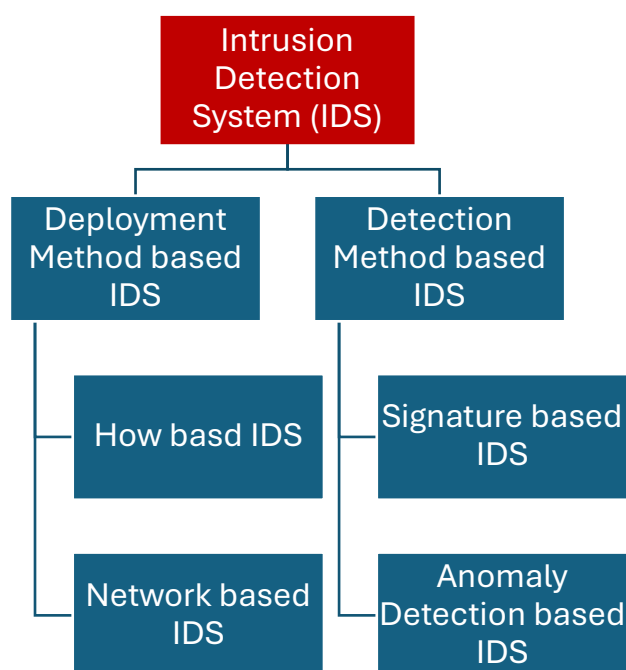 Intrusion
Detection
System (IDS)
Deployment
Method based
IDS
Detection
Method based
IDS
How basd IDS
Signature based
IDS
Network based
IDS
Anomaly
Detection based
IDS